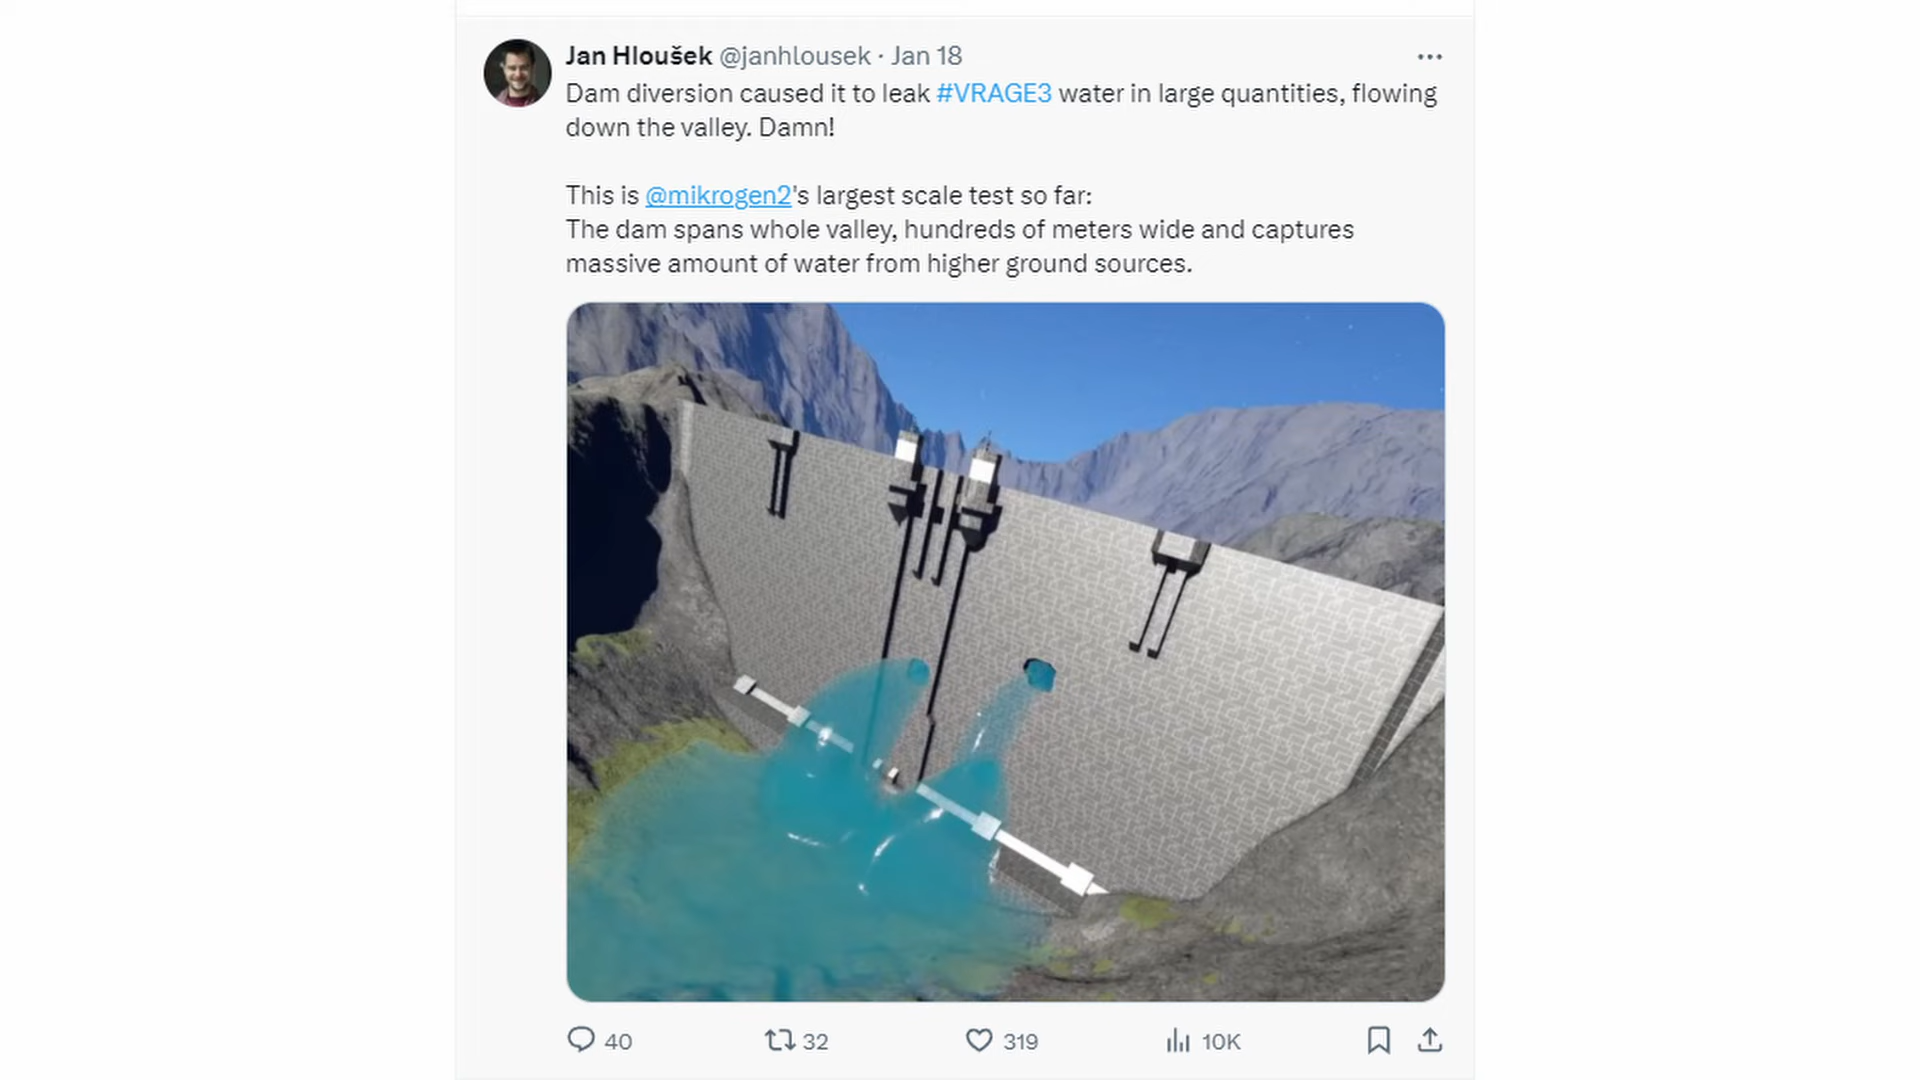 Jan Hloušek @janhlousek · Jan 18
Dam diversion caused it to leak #VRAGE3 water in large quantities, flowing
down the valley. Damn!
This is @mikrogen2's largest scale test so far:
The dam spans whole valley, hundreds of meters wide and captures
massive amount of water from higher ground sources.
40 32 319 10K